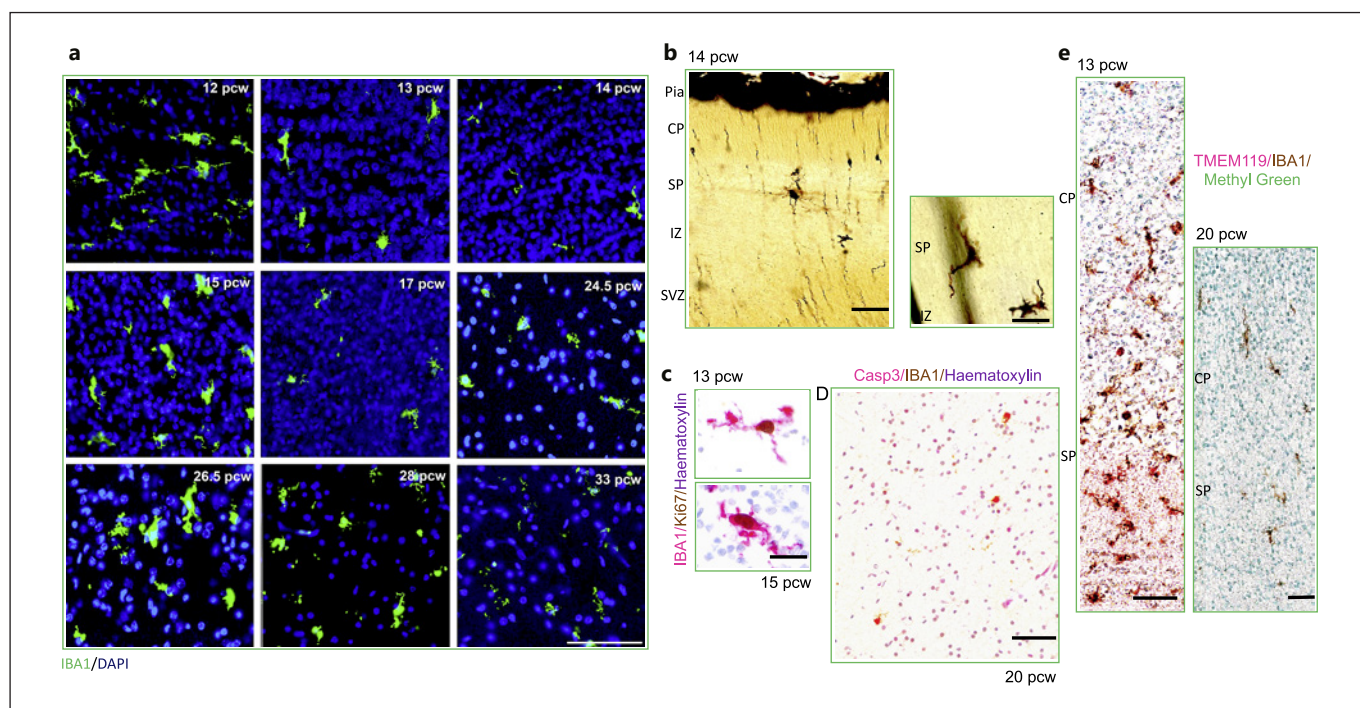 a
12 pcw
13 pcw
14 pcw
15 pcw
17 pcw
24.5 pcw
26.5 pcw
28 pcw
33 pcw
IBA1/DAPI
b
14 pcw
Pia
CP
SP
IZ
SVZ
SP
IZ
c
13 pcw
IBA1/Ki67/Haematoxylin
15 pcw
Casp3/IBA1/Haematoxylin
D
20 pcw
e
13 pcw
CP
SP
TMEM119/IBA1/
Methyl Green
20 pcw
CP
SP